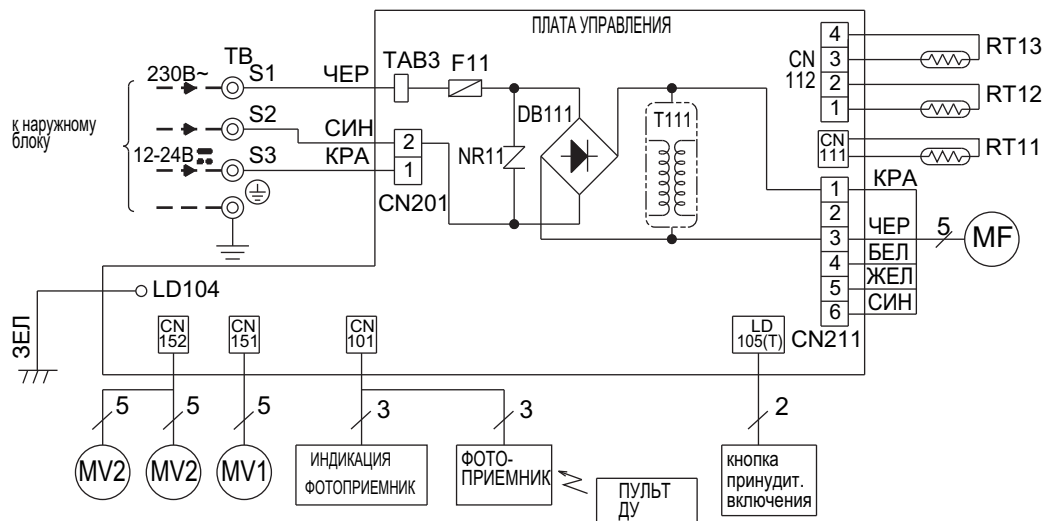 ПЛАТА УПРАВЛЕНИЯ
ТВ
230В~
S1
ЧЕР
TAB3
F11
S2
СИН
2
к наружному
блоку
12-24В
S3
КРА
1
CN201
NR11
DB111
T111
4
3
CN
112
2
1
RT13
RT12
CN
111
RT11
1
КРА
2
3
ЧЕР
5
MF
4
БЕЛ
5
ЖЕЛ
6
СИН
CN211
LD104
ЗЕЛ
CN
152
CN
151
CN
101
LD
105(T)
5
5
5
3
3
2
MV2
MV2
MV1
ИНДИКАЦИЯ
ФОТОПРИЕМНИК
ФОТО-
ПРИЕМНИК
ПУЛЬТ
ДУ
кнопка
принудит.
включения